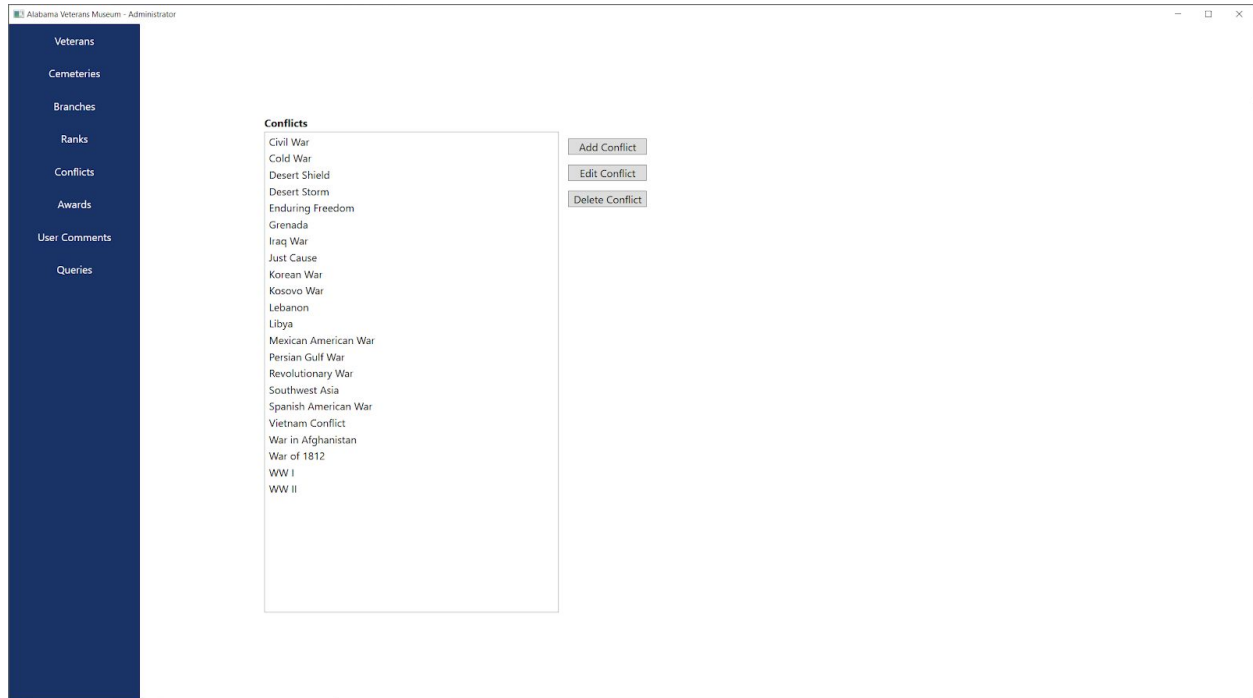 Alabama Veterans Museum - Administrator
Veterans
Cemeteries
Branches
Ranks
Conflicts
Awards
User Comments
Queries
Conflicts
Civil War
Cold War
Desert Shield
Desert Storm
Enduring Freedom
Grenada
Iraq War
Just Cause
Korean War
Kosovo War
Lebanon
Libya
Mexican American War
Persian Gulf War
Revolutionary War
Southwest Asia
Spanish American War
Vietnam Conflict
War in Afghanistan
War of 1812
WW I
WW II
Add Conflict
Edit Conflict
Delete Conflict